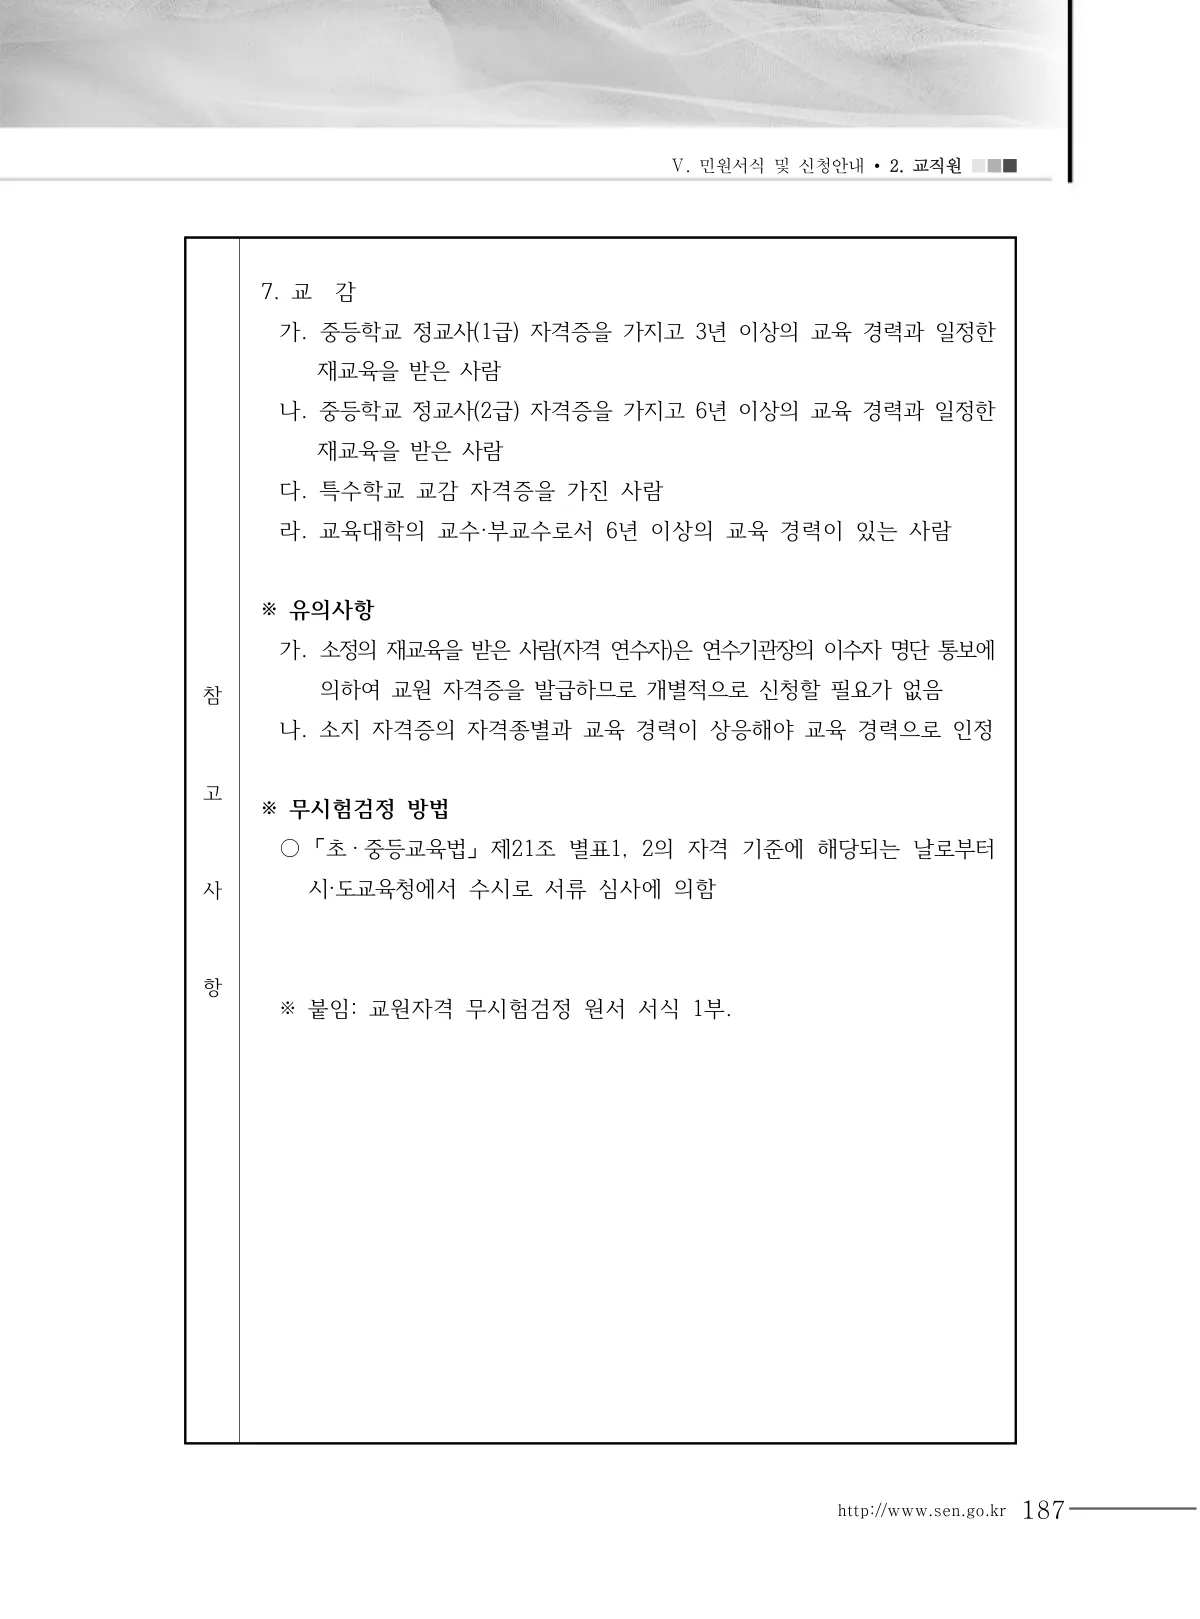 Ⅴ. 민원서식 및 신청안내 • 2. 교직원
참
고
사
항
7. 교 감
가. 중등학교 정교사(1급) 자격증을 가지고 3년 이상의 교육 경력과 일정한
재교육을 받은 사람
나. 중등학교 정교사(2급) 자격증을 가지고 6년 이상의 교육 경력과 일정한
재교육을 받은 사람
다. 특수학교 교감 자격증을 가진 사람
라. 교육대학의 교수·부교수로서 6년 이상의 교육 경력이 있는 사람
※ 유의사항
가. 소정의 재교육을 받은 사람(자격 연수자)은 연수기관장의 이수자 명단 통보에
의하여 교원 자격증을 발급하므로 개별적으로 신청할 필요가 없음
나. 소지 자격증의 자격종별과 교육 경력이 상응해야 교육 경력으로 인정
※ 무시험검정 방법
○「초·중등교육법」제21조 별표1, 2의 자격 기준에 해당되는 날로부터
시·도교육청에서 수시로 서류 심사에 의함
※ 붙임: 교원자격 무시험검정 원서 서식 1부.
http://www.sen.go.kr 187